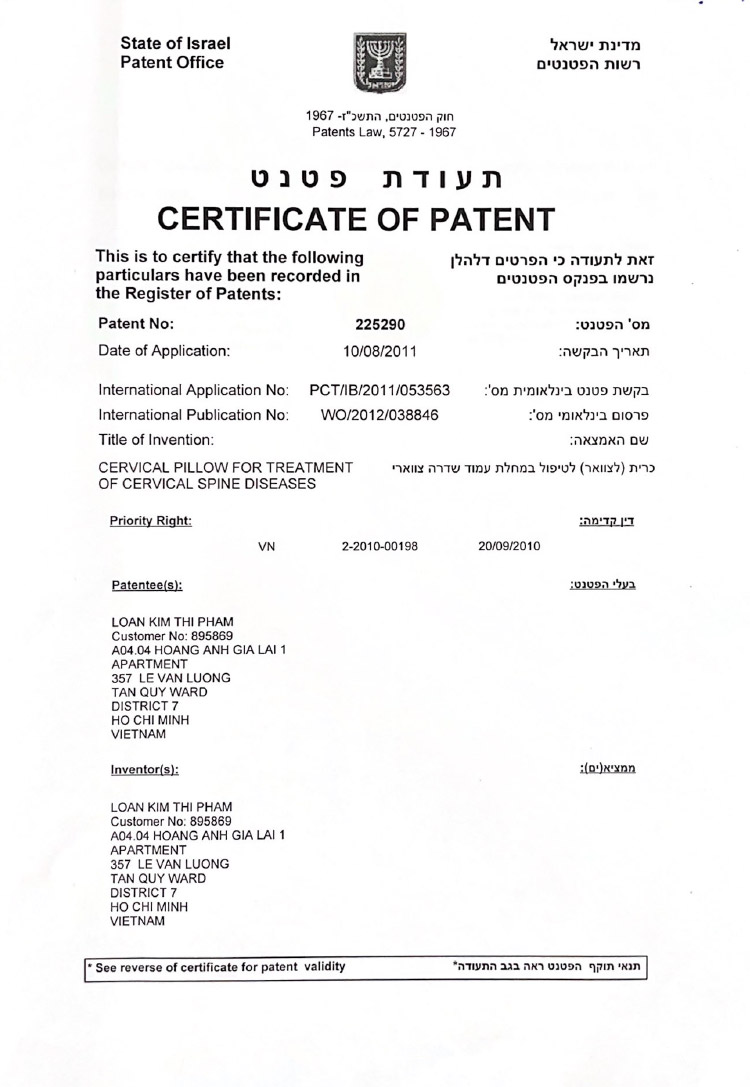 State of Israel
Patent Office
מדינת ישראל
רשות הפטנטים
ישראל
חוק הפטנטים, התשכ"ז- 1967
Patents Law, 5727 - 1967
תעודת פטנט
CERTIFICATE OF PATENT
This is to certify that the following
particulars have been recorded in
the Register of Patents:
זאת לתעודה כי הפרטים דלהלן
נרשמו בפנקס הפטנטים
Patent No: 225290 מס' הפטנט:
Date of Application: 10/08/2011 תאריך הבקשה:
International Application No: PCT/IB/2011/053563 בקשת פטנט בינלאומית מס':
International Publication No: WO/2012/038846 פרסום בינלאומי מס':
Title of Invention: שם האמצאה:
CERVICAL PILLOW FOR TREATMENT
OF CERVICAL SPINE DISEASES
כרית (לצוואר) לטיפול במחלת עמוד שדרה צווארי
Priority Right: דין קדימה:
VN 2-2010-00198 20/09/2010
Patentee(s): בעלי הפטנט:
LOAN KIM THI PHAM
Customer No: 895869
A04.04 HOANG ANH GIA LAI 1
APARTMENT
357 LE VAN LUONG
TAN QUY WARD
DISTRICT 7
HO CHI MINH
VIETNAM
Inventor(s): ממציא(ים):
LOAN KIM THI PHAM
Customer No: 895869
A04.04 HOANG ANH GIA LAI 1
APARTMENT
357 LE VAN LUONG
TAN QUY WARD
DISTRICT 7
HO CHI MINH
VIETNAM
* See reverse of certificate for patent validity תנאי תוקף הפטנט ראה בגב התעודה*